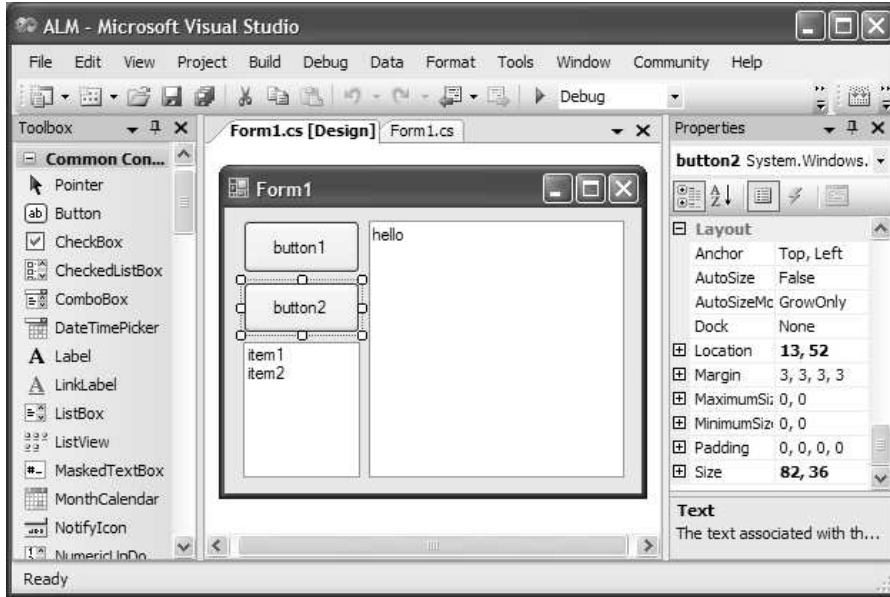 ALM - Microsoft Visual Studio
File Edit View Project Build Debug Data Format Tools Window Community Help
Debug
Toolbox
Common Con...
Pointer
Button
CheckBox
CheckedListBox
ComboBox
DateTimePicker
Label
LinkLabel
ListBox
ListView
MaskedTextBox
MonthCalendar
NotifyIcon
NumericUpDo
Form1.cs [Design] Form1.cs
Form1
button1
button2
item1
item2
hello
Properties
button2 System.Windows.
Layout
Anchor Top, Left
AutoSize False
AutoSizeMo GrowOnly
Dock None
Location 13, 52
Margin 3, 3, 3, 3
MaximumSiz 0, 0
MinimumSize 0, 0
Padding 0, 0, 0, 0
Size 82, 36
Text
The text associated with th...
Ready